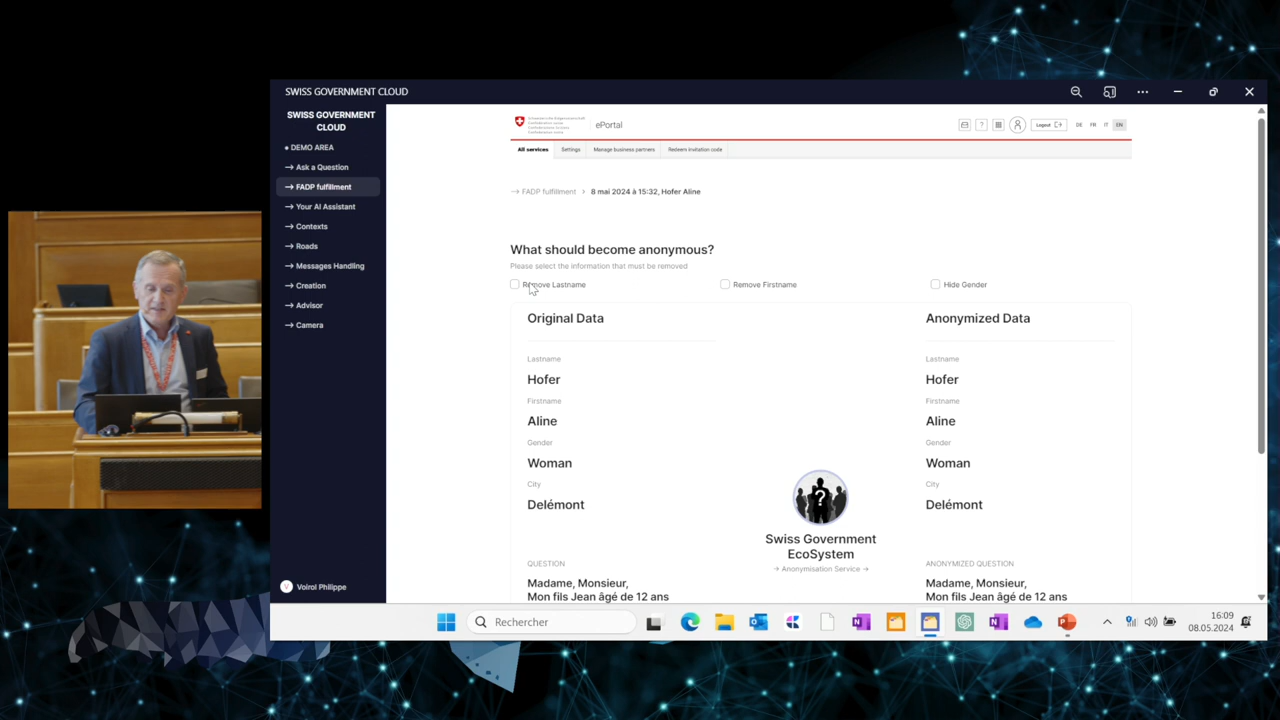 SWISS GOVERNMENT CLOUD
SWISS GOVERNMENT
CLOUD
DEMO AREA
→ Ask a Question
→ FADP fulfillment
→ Your AI Assistant
→ Contexts
→ Roads
→ Messages Handling
→ Creation
→ Advisor
→ Camera
Voirol Philippe
ePortal
Logout
DE FR IT EN
All services Settings Manage business partners Redeem invitation code
→ FADP fulfillment > 8 mai 2024 à 15:32, Hofer Aline
What should become anonymous?
Please select the information that must be removed
Remove Lastname Remove Firstname Hide Gender
Original Data
Lastname
Hofer
Firstname
Aline
Gender
Woman
City
Delémont
QUESTION
Madame, Monsieur,
Mon fils Jean âgé de 12 ans
?
Swiss Government
EcoSystem
→ Anonymisation Service →
Anonymized Data
Lastname
Hofer
Firstname
Aline
Gender
Woman
City
Delémont
ANONYMIZED QUESTION
Madame, Monsieur,
Mon fils Jean âgé de 12 ans
Rechercher
16:09
08.05.2024